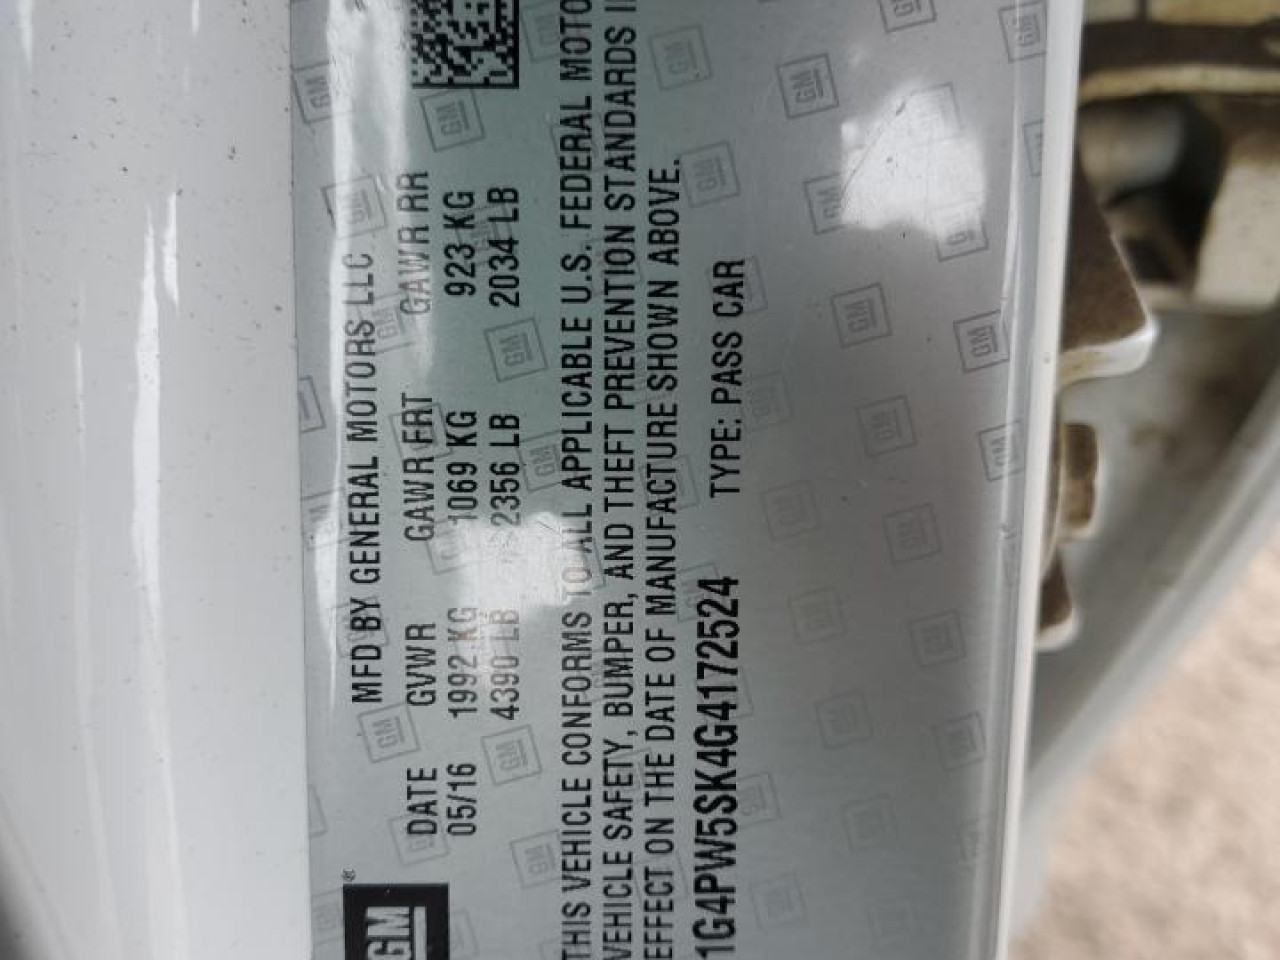 GM®
MFD BY GENERAL MOTORS LLC
DATE GVWR GAWR FRT GAWR RR
05/16 1992 KG 1069 KG 923 KG
4390 LB 2356 LB 2034 LB
THIS VEHICLE CONFORMS TO ALL APPLICABLE U.S. FEDERAL
VEHICLE SAFETY, BUMPER, AND THEFT PREVENTION STANDARDS
EFFECT ON THE DATE OF MANUFACTURE SHOWN ABOVE.
1G4PW5SK4G4172524 TYPE: PASS CAR